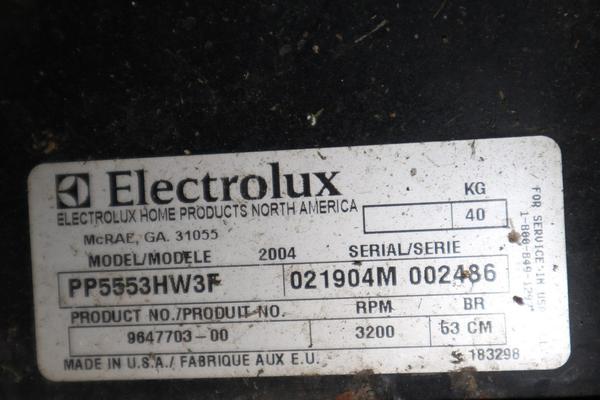 Electrolux
ELECTROLUX HOME PRODUCTS NORTH AMERICA
McRAE, GA. 31055
KG
40
MODEL/MODELE 2004 SERIAL/SERIE
PP5553HW3F 021904M 002486
PRODUCT NO./PRODUIT NO. RPM BR
9647703-00 3200 53 CM
MADE IN U.S.A./ FABRIQUE AUX E.U. 183298
FOR SERVICE IN USA